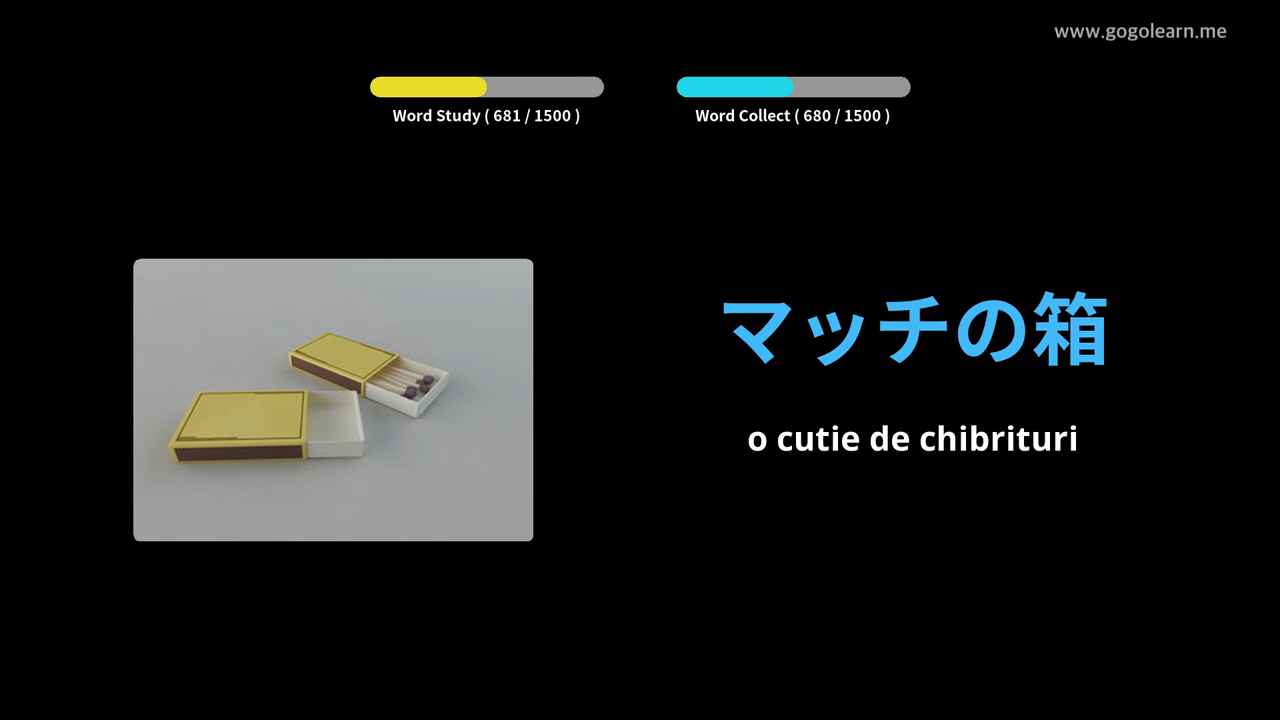 www.gogolearn.me
Word Study ( 681 / 1500 )
Word Collect ( 680 / 1500 )
マッチの箱
o cutie de chibrituri